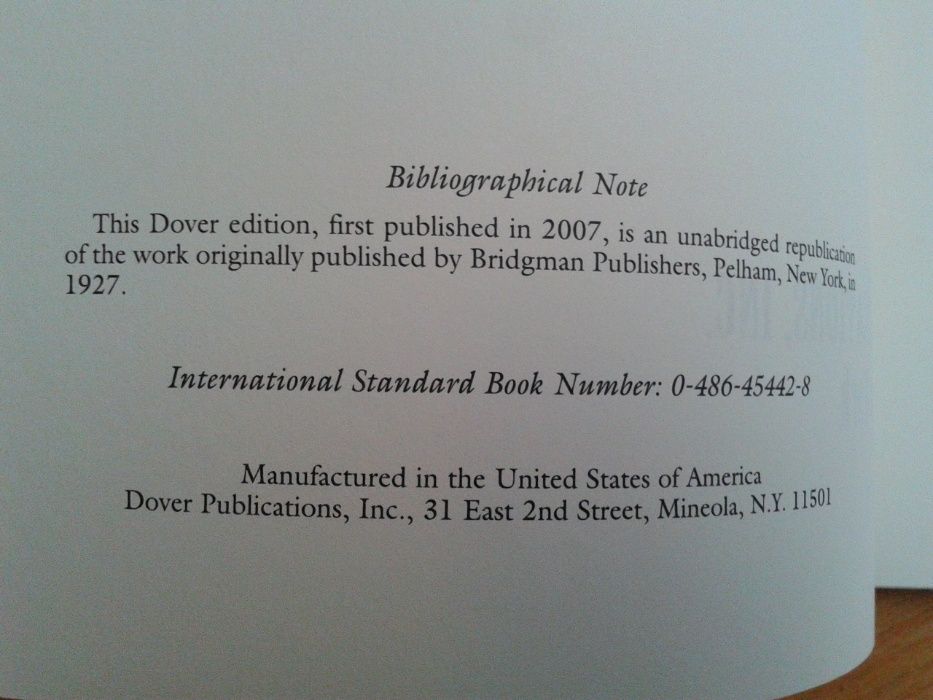 Bibliographical Note
This Dover edition, first published in 2007, is an unabridged republication
of the work originally published by Bridgman Publishers, Pelham, New York, in
1927.
International Standard Book Number: 0-486-45442-8
Manufactured in the United States of America
Dover Publications, Inc., 31 East 2nd Street, Mineola, N.Y. 11501